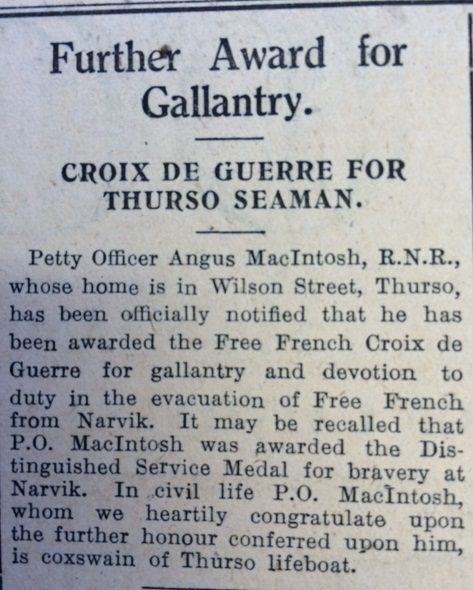 Further Award for
Gallantry.
CROIX DE GUERRE FOR
THURSO SEAMAN.
Petty Officer Angus MacIntosh, R.N.R.,
whose home is in Wilson Street, Thurso,
has been officially notified that he has
been awarded the Free French Croix de
Guerre for gallantry and devotion to
duty in the evacuation of Free French
from Narvik. It may be recalled that
P.O. MacIntosh was awarded the Dis-
tinguished Service Medal for bravery at
Narvik. In civil life P.O. MacIntosh,
whom we heartily congratulate upon
the further honour conferred upon him,
is coxswain of Thurso lifeboat.